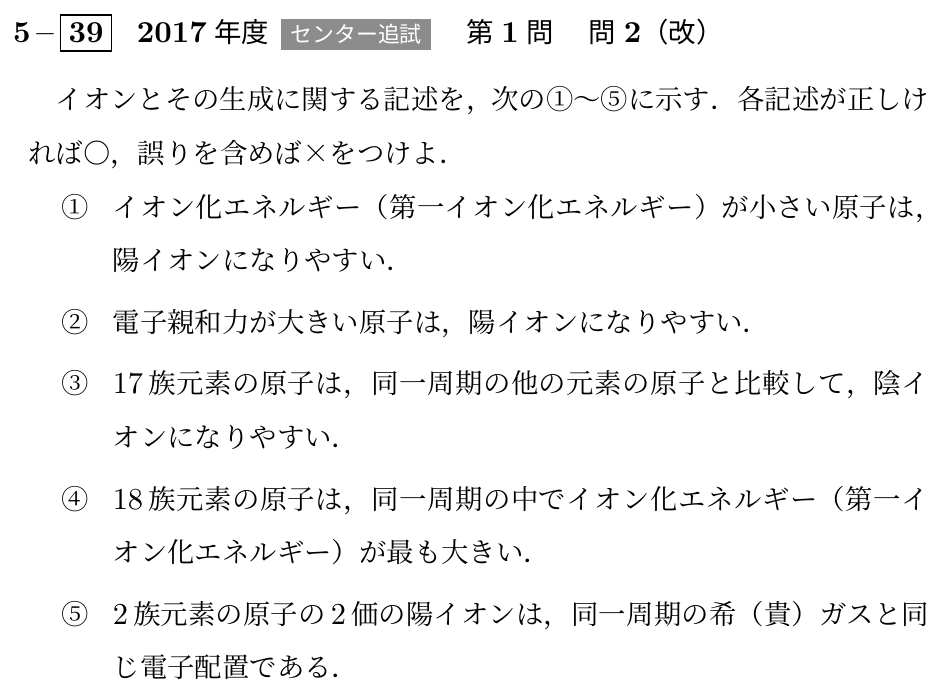 5－39 2017年度 センター追試 第1問 問2（改）
イオンとその生成に関する記述を，次の①～⑤に示す．各記述が正しけ
れば○，誤りを含めば×をつけよ．
① イオン化エネルギー（第一イオン化エネルギー）が小さい原子は，
陽イオンになりやすい．
② 電子親和力が大きい原子は，陽イオンになりやすい．
③ 17族元素の原子は，同一周期の他の元素の原子と比較して，陰イ
オンになりやすい．
④ 18族元素の原子は，同一周期の中でイオン化エネルギー（第一イ
オン化エネルギー）が最も大きい．
⑤ 2族元素の原子の2価の陽イオンは，同一周期の希（貴）ガスと同
じ電子配置である．